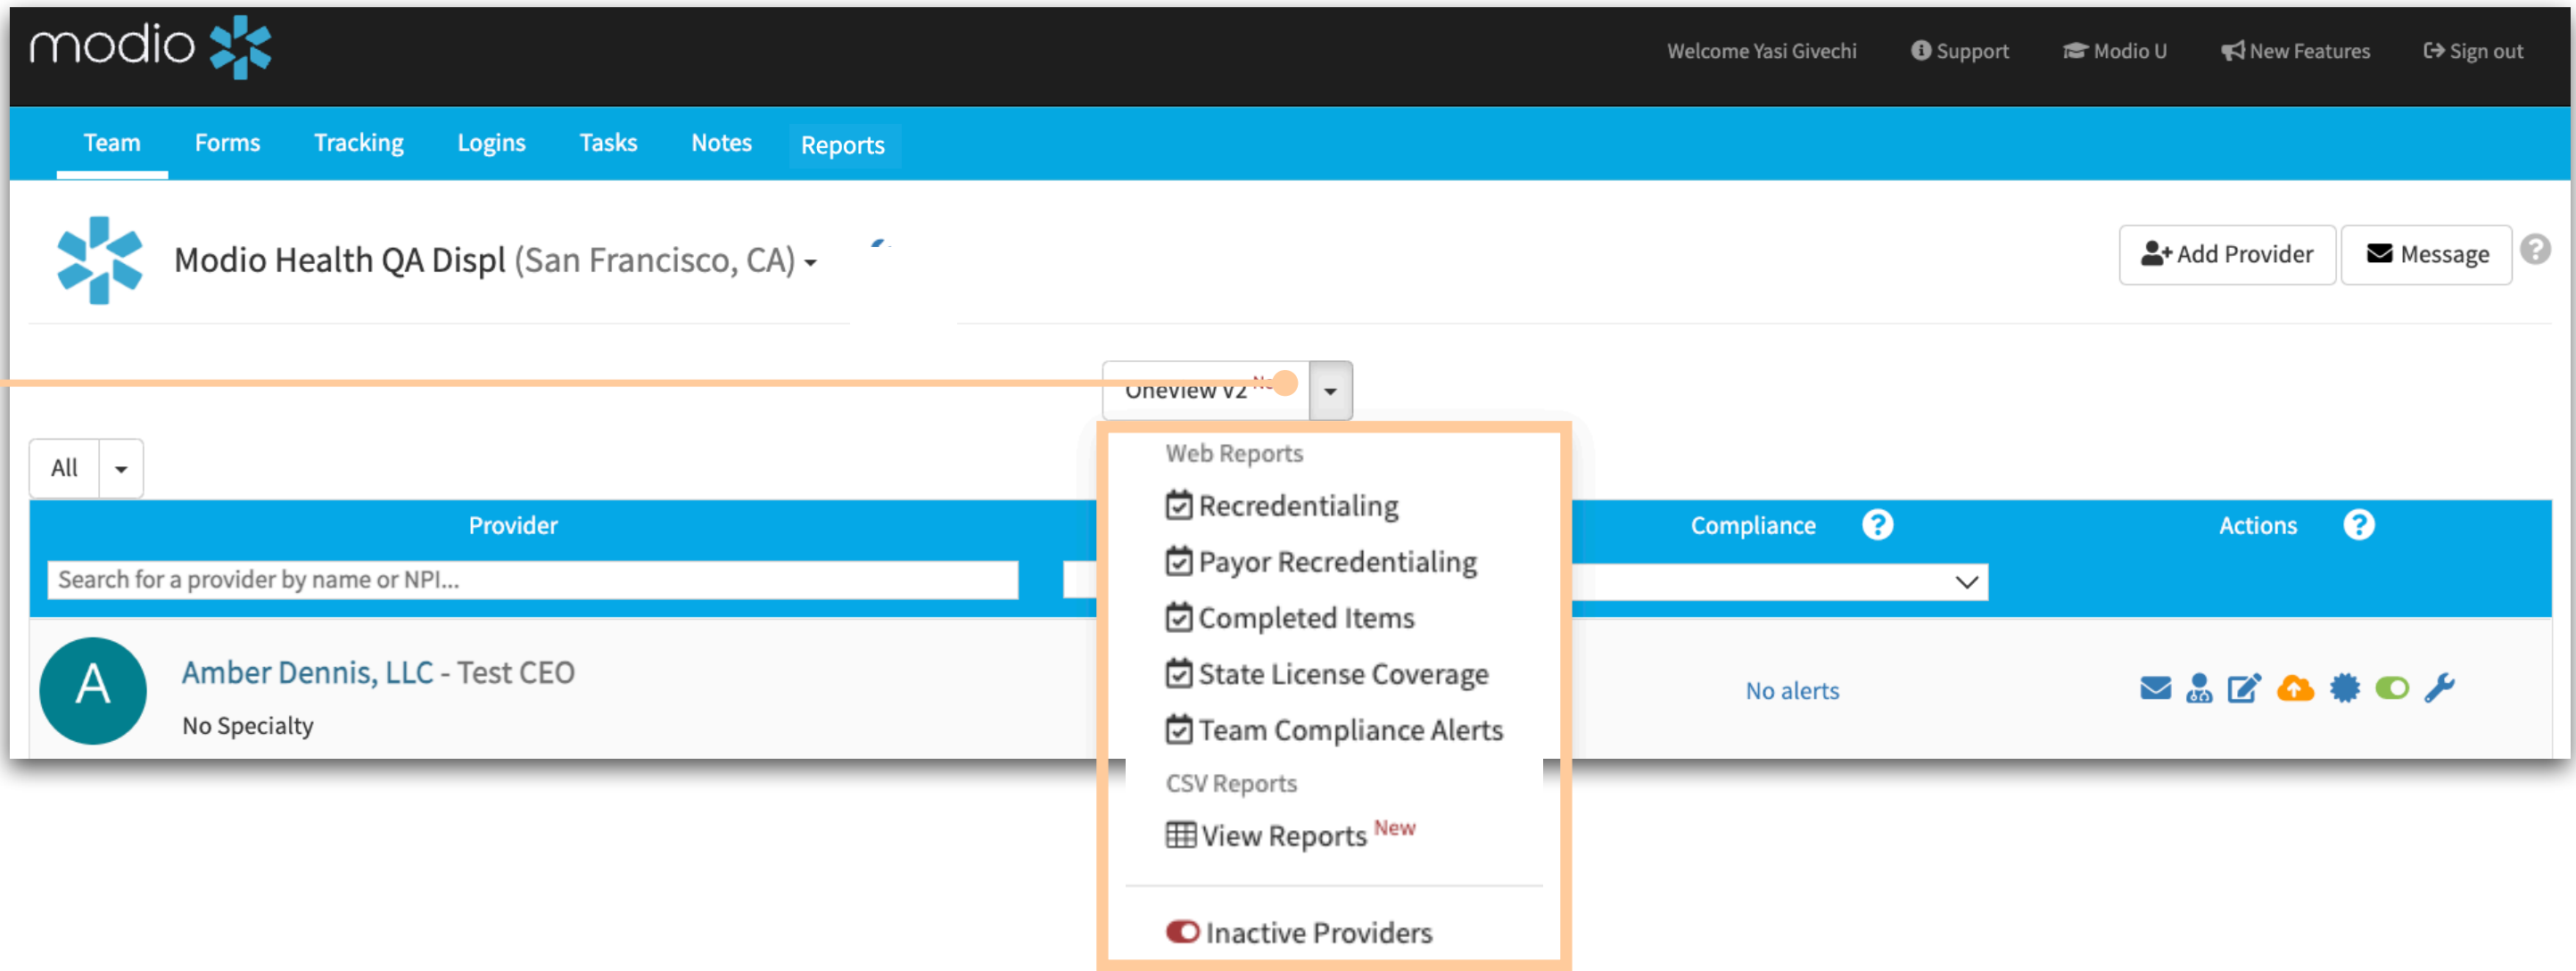 modio
Welcome Yasi Givechi Support Modio U New Features Sign out
Team Forms Tracking Logins Tasks Notes Reports
Modio Health QA Displ (San Francisco, CA)
Add Provider Message ?
OneView V2
All
Web Reports
Recredentialing
Payor Recredentialing
Completed Items
State License Coverage
Team Compliance Alerts
CSV Reports
View Reports New
Inactive Providers
Provider Compliance ? Actions ?
Search for a provider by name or NPI...
A
Amber Dennis, LLC - Test CEO
No Specialty
No alerts